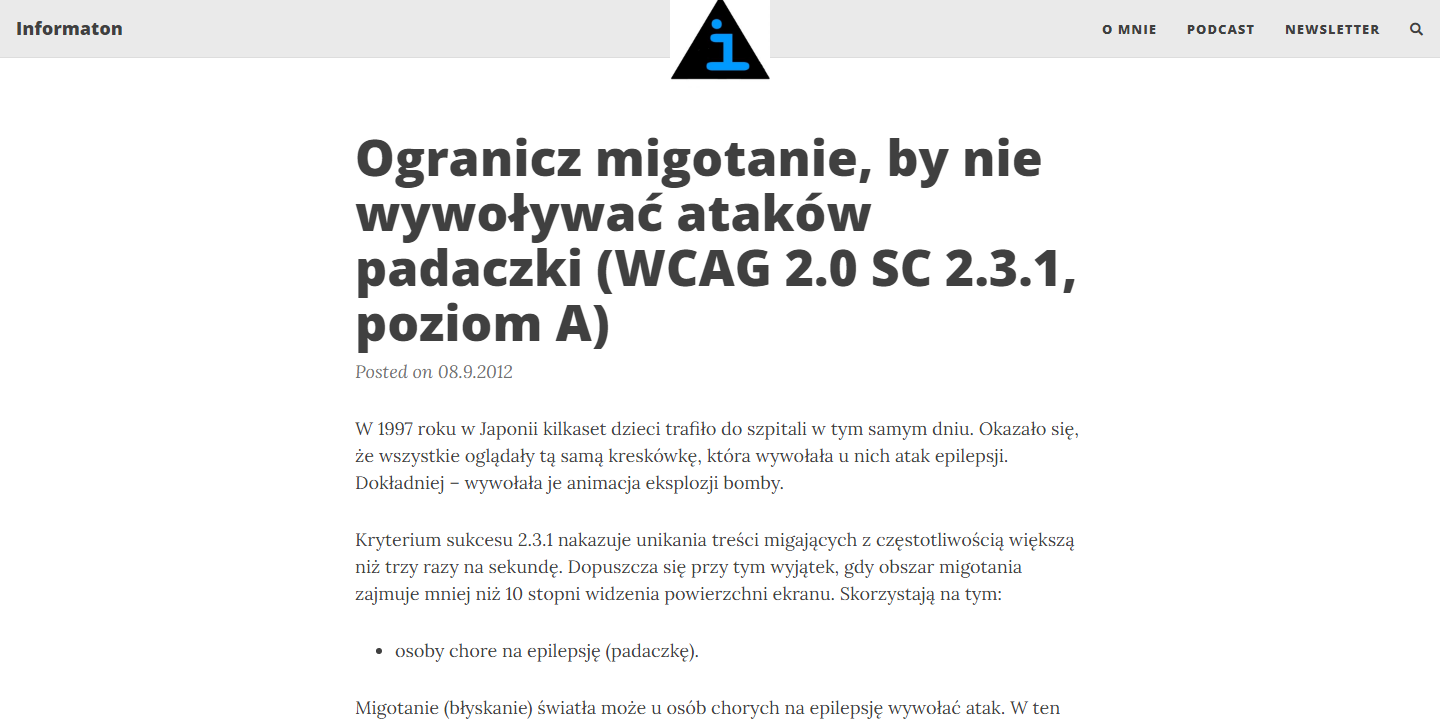 Informaton
O MNIE
PODCAST
NEWSLETTER
i
Ogranicz migotanie, by nie
wywoływać ataków
padaczki (WCAG 2.0 SC 2.3.1,
poziom A)
Posted on 08.9.2012
W 1997 roku w Japonii kilkaset dzieci trafiło do szpitali w tym samym dniu. Okazało się,
że wszystkie oglądały tą samą kreskówkę, która wywołała u nich atak epilepsji.
Dokładniej – wywołała je animacja eksplozji bomby.
Kryterium sukcesu 2.3.1 nakazuje unikania treści migających z częstotliwością większą
niż trzy razy na sekundę. Dopuszcza się przy tym wyjątek, gdy obszar migotania
zajmuje mniej niż 10 stopni widzenia powierzchni ekranu. Skorzystają na tym:
• osoby chore na epilepsję (padaczkę).
Migotanie (błyskanie) światła może u osób chorych na epilepsję wywołać atak. W ten